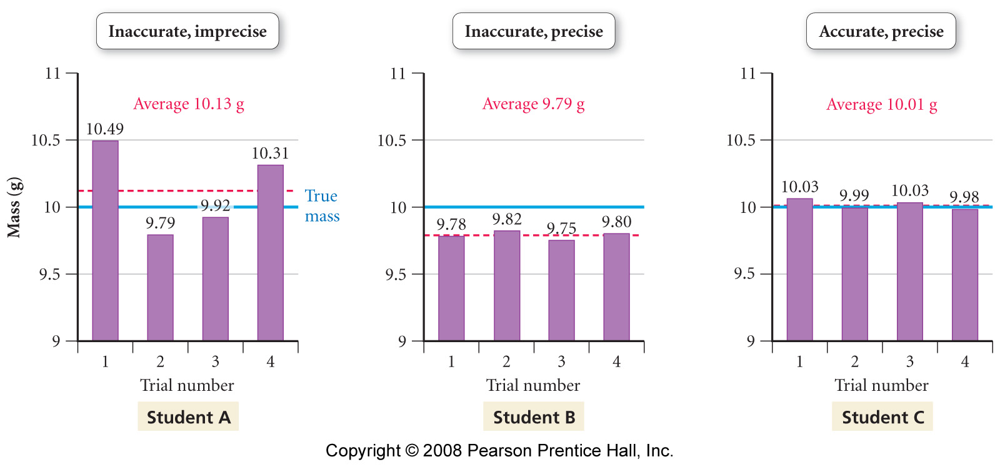 Inaccurate, imprecise
11
Average 10.13 g
10.49
10.5
10.31
True
mass
10
9.92
9.79
9.5
9
Mass (g)
1 2 3 4
Trial number
Student A
Inaccurate, precise
11
Average 9.79 g
10.5
10
9.78 9.82 9.75 9.80
9.5
9
1 2 3 4
Trial number
Student B
Accurate, precise
11
Average 10.01 g
10.5
10.03 9.99 10.03 9.98
10
9.5
9
1 2 3 4
Trial number
Student C
Copyright © 2008 Pearson Prentice Hall, Inc.